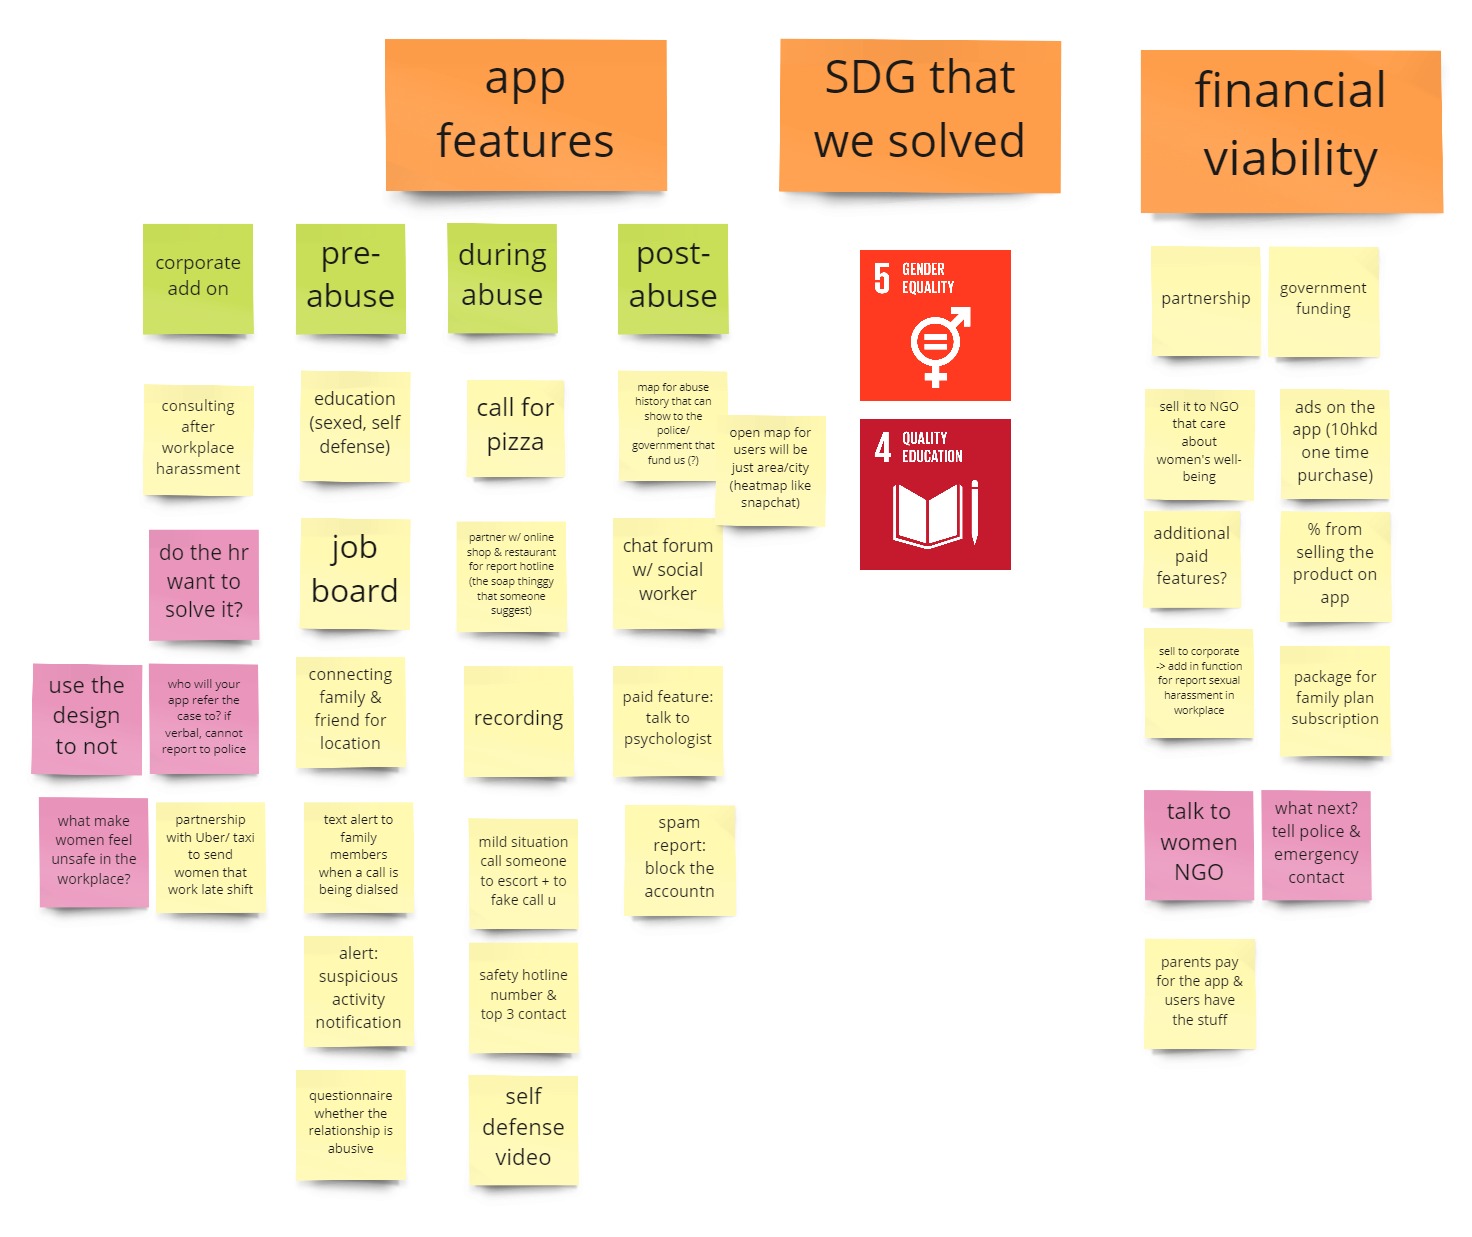 app
features
SDG that
we solved
financial
viability
corporate
add on
pre-
abuse
during
abuse
post-
abuse
consulting
after
workplace
harassment
do the hr
want to
solve it?
use the
design
to not
who will your
app refer the
case to? if
verbal, cannot
report to police
what make
women feel
unsafe in the
workplace?
partnership
with Uber/ taxi
to send
women that
work late shift
education
(sexed, self
defense)
job
board
connecting
family &
friend for
location
text alert to
family
members
when a call is
being dialsed
alert:
suspicious
activity
notification
questionnaire
whether the
relationship is
abusive
call for
pizza
partner w/ online
shop & restaurant
for report hotline
(the soap thinggy
that someone
suggest)
recording
mild situation
call someone
to escort + to
fake call u
safety hotline
number &
top 3 contact
self
defense
video
map for abuse
history that can
show to the
police/
government that
fund us (?)
open map for
users will be
just area/city
(heatmap like
snapchat)
chat forum
w/ social
worker
paid feature:
talk to
psychologist
spam
report:
block the
accountn
5 GENDER
EQUALITY
4 QUALITY
EDUCATION
partnership
government
funding
sell it to NGO
that care
about
women's well-
being
ads on the
app (10hkd
one time
purchase)
additional
paid
features?
% from
selling the
product on
app
sell to corporate
-> add in function
for report sexual
harassment in
workplace
package for
family plan
subscription
talk to
women
NGO
what next?
tell police &
emergency
contact
parents pay
for the app &
users have
the stuff